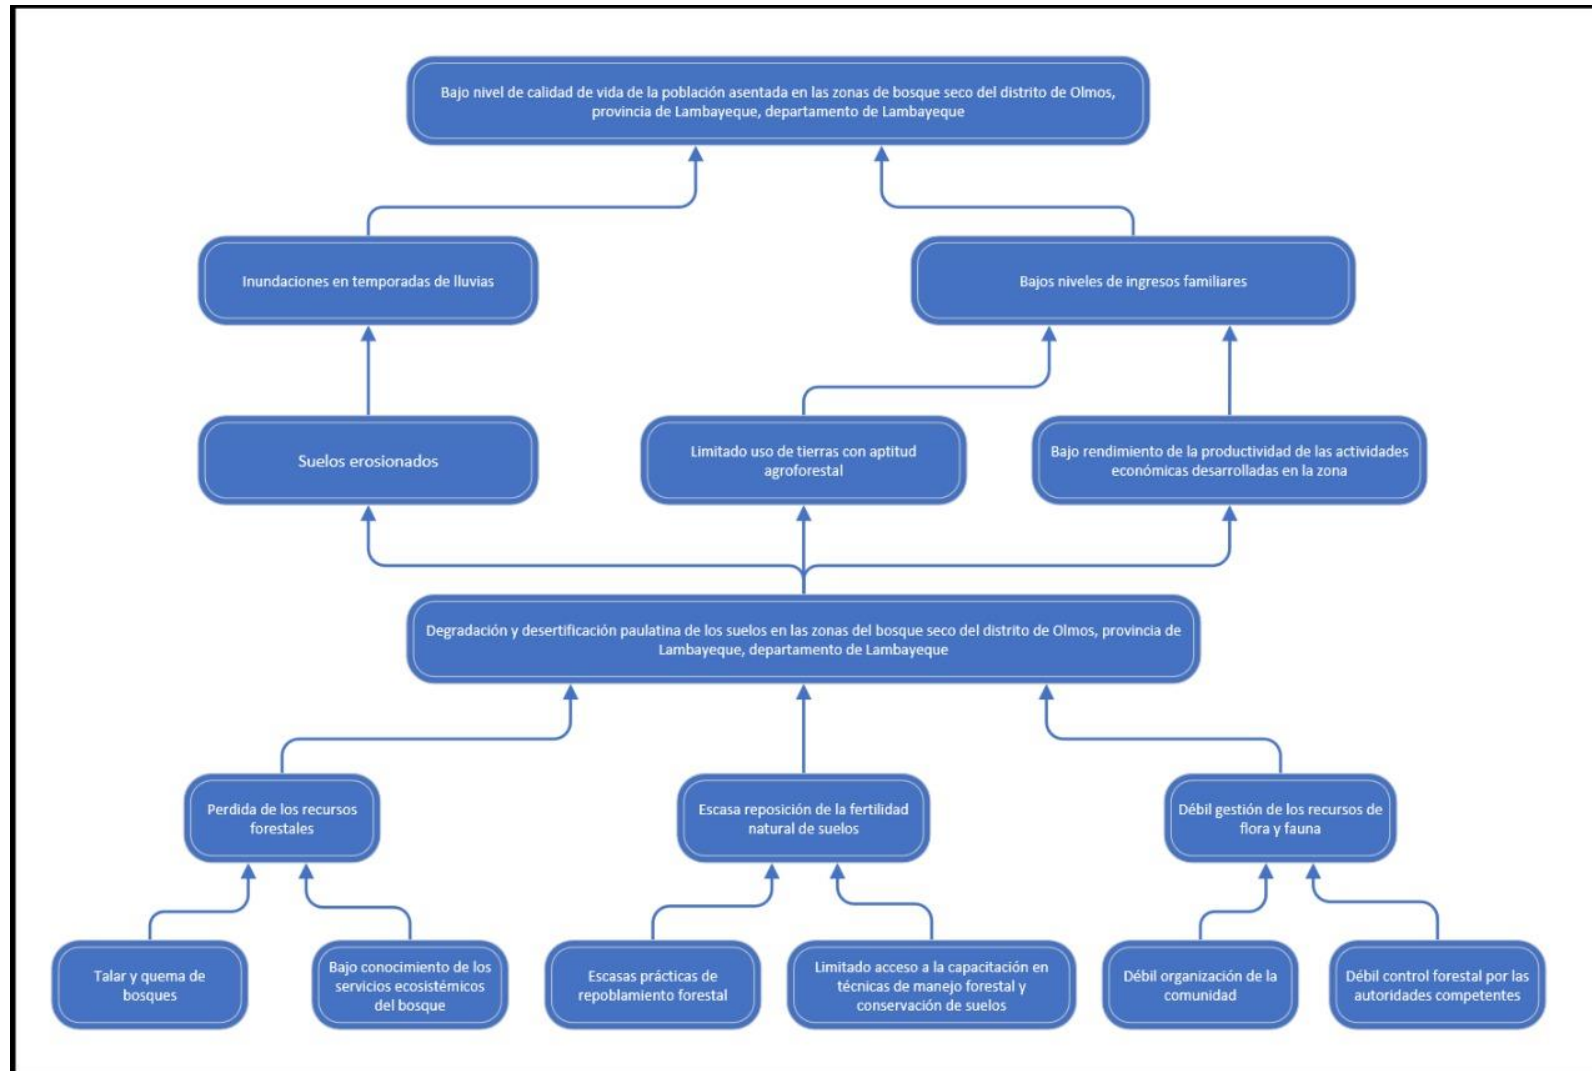 Bajo nivel de calidad de vida de la población asentada en las zonas de bosque seco del distrito de Olmos,
provincia de Lambayeque, departamento de Lambayeque
Inundaciones en temporadas de lluvias
Bajos niveles de ingresos familiares
Suelos erosionados
Limitado uso de tierras con aptitud
agroforestal
Bajo rendimiento de la productividad de las actividades
económicas desarrolladas en la zona
Degradación y desertificación paulatina de los suelos en las zonas del bosque seco del distrito de Olmos, provincia de
Lambayeque, departamento de Lambayeque
Perdida de los recursos
forestales
Escasa reposición de la fertilidad
natural de suelos
Débil gestión de los recursos de
flora y fauna
Talar y quema de
bosques
Bajo conocimiento de los
servicios ecosistémicos
del bosque
Escasas prácticas de
repoblamiento forestal
Limitado acceso a la capacitación en
técnicas de manejo forestal y
conservación de suelos
Débil organización de la
comunidad
Débil control forestal por las
autoridades competentes